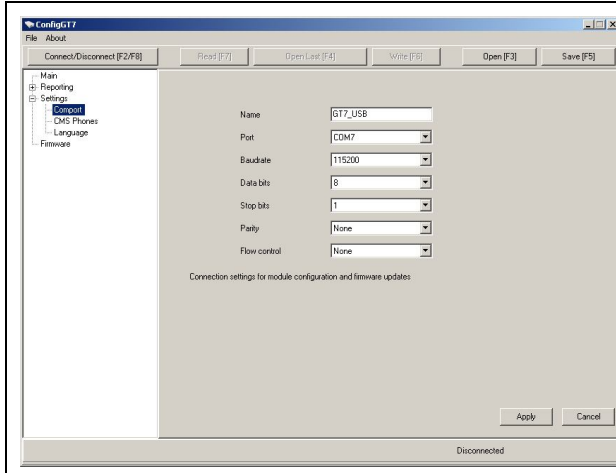 ConfigGT7
File About
Connect/Disconnect [F2/F8] Read [F7] Open Last [F4] Write [F6] Open [F3] Save [F5]
Main
Reporting
Settings
Comport
CMS Phones
Language
Firmware
Name GT7_USB
Port COM7
Baudrate 115200
Data bits 8
Stop bits 1
Parity None
Flow control None
Connection settings for module configuration and firmware updates
Apply Cancel
Disconnected